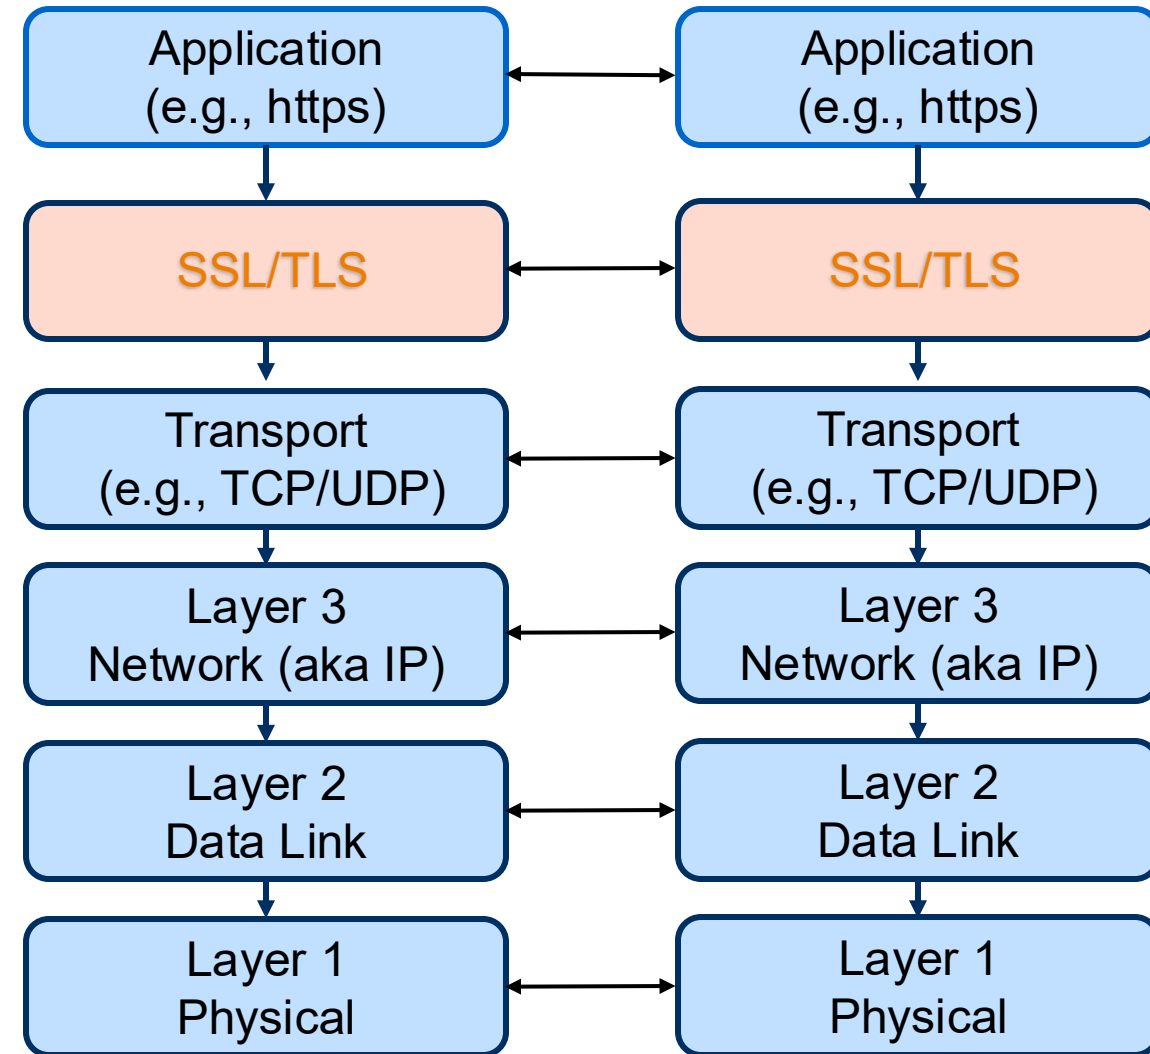 Application
(e.g., https)
Application
(e.g., https)
SSL/TLS
SSL/TLS
Transport
(e.g., TCP/UDP)
Transport
(e.g., TCP/UDP)
Layer 3
Network (aka IP)
Layer 3
Network (aka IP)
Layer 2
Data Link
Layer 2
Data Link
Layer 1
Physical
Layer 1
Physical